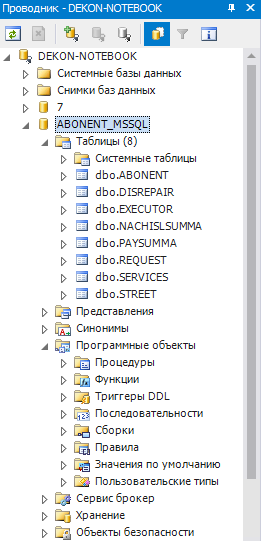 Проводник - DEKON-NOTEBOOK
DEKON-NOTEBOOK
Системные базы данных
Снимки баз данных
7
ABONENT_MSSQL
Таблицы (8)
Системные таблицы
dbo.ABONENT
dbo.DISREPAIR
dbo.EXECUTOR
dbo.NACHISLSUMMA
dbo.PAYSUMMA
dbo.REQUEST
dbo.SERVICES
dbo.STREET
Представления
Синонимы
Программные объекты
Процедуры
Функции
Триггеры DDL
Последовательности
Сборки
Правила
Значения по умолчанию
Пользовательские типы
Сервис брокер
Хранение
Объекты безопасности